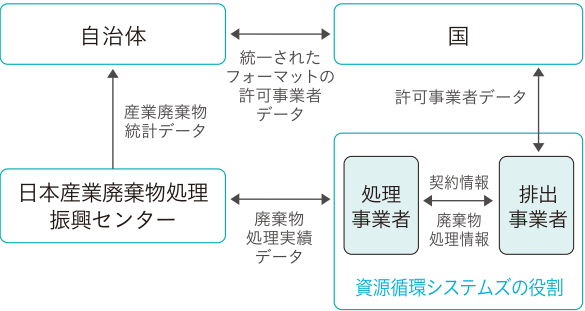 自治体
国
統一された
フォーマットの
許可事業者
データ
産業廃棄物
統計データ
許可事業者データ
日本産業廃棄物処理
振興センター
廃棄物
処理実績
データ
処理
事業者
契約情報
廃棄物
処理情報
排出
事業者
資源循環システムズの役割